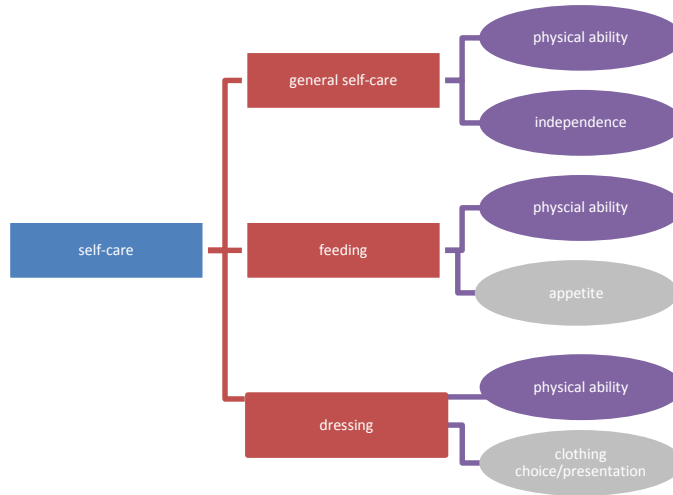 physical ability
general self-care
independence
physcial ability
self-care
feeding
appetite
physical ability
dressing
clothing
choice/presentation